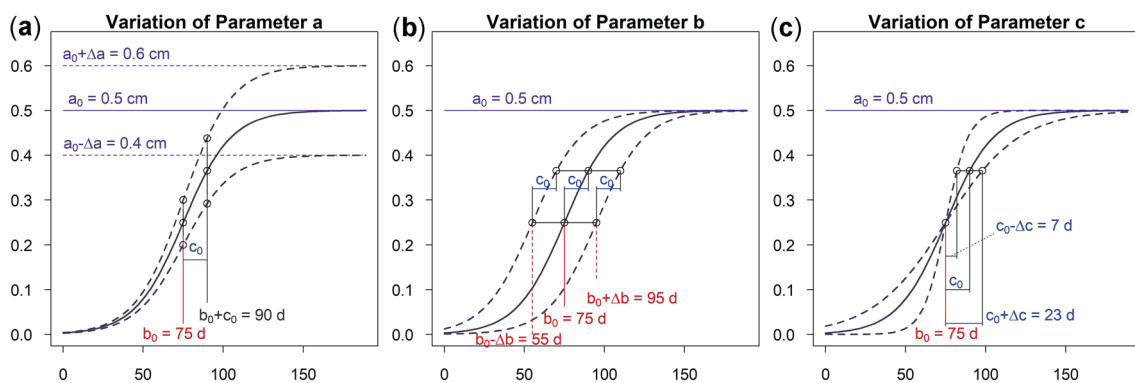 (a) Variation of Parameter a
a₀+Δa = 0.6 cm
a₀ = 0.5 cm
a₀-Δa = 0.4 cm
c₀
b₀+c₀ = 90 d
b₀ = 75 d
0.6
0.5
0.4
0.3
0.2
0.1
0.0
0 50 100 150
(b) Variation of Parameter b
a₀ = 0.5 cm
c₀ c₀ c₀
b₀+Δb = 95 d
b₀ = 75 d
b₀-Δb = 55 d
0.6
0.5
0.4
0.3
0.2
0.1
0.0
0 50 100 150
(c) Variation of Parameter c
a₀ = 0.5 cm
c₀-Δc = 7 d
c₀
c₀+Δc = 23 d
b₀ = 75 d
0.6
0.5
0.4
0.3
0.2
0.1
0.0
0 50 100 150